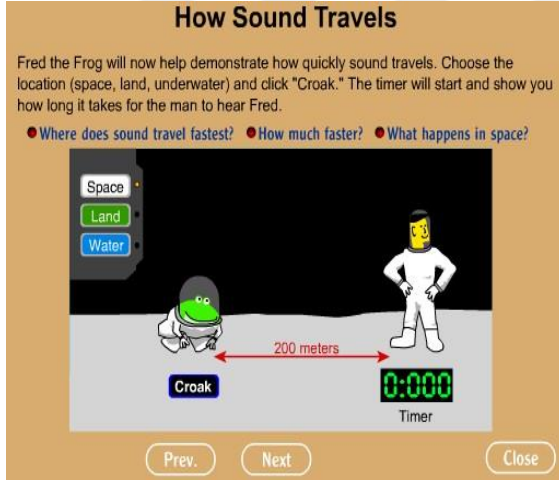 How Sound Travels
Fred the Frog will now help demonstrate how quickly sound travels. Choose the
location (space, land, underwater) and click "Croak." The timer will start and show you
how long it takes for the man to hear Fred.
Where does sound travel fastest? How much faster? What happens in space?
Space
Land
Water
200 meters
Croak
0:000
Timer
Prev. Next Close